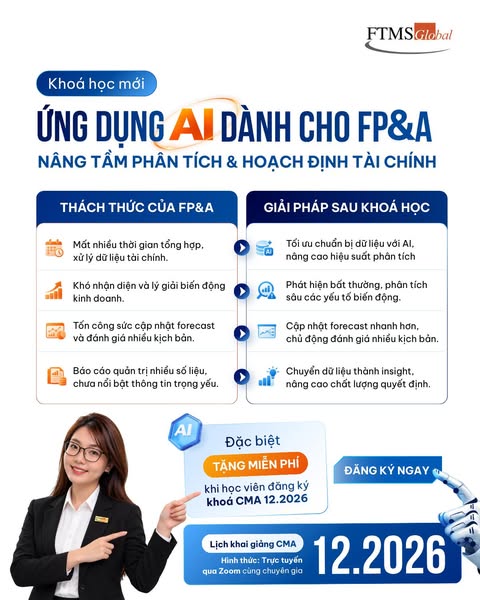 FTMSGlobal
Khoá học mới
ỨNG DỤNG AI DÀNH CHO FP&A
NÂNG TẦM PHÂN TÍCH & HOẠCH ĐỊNH TÀI CHÍNH
THÁCH THỨC CỦA FP&A
Mất nhiều thời gian tổng hợp,
xử lý dữ liệu tài chính.
Khó nhận diện và lý giải biến động
kinh doanh.
Tốn công sức cập nhật forecast
và đánh giá nhiều kịch bản.
Báo cáo quản trị nhiều số liệu,
chưa nổi bật thông tin trọng yếu.
GIẢI PHÁP SAU KHOÁ HỌC
AI
Tối ưu chuẩn bị dữ liệu với AI,
nâng cao hiệu suất phân tích
Phát hiện bất thường, phân tích
sâu các yếu tố biến động.
Cập nhật forecast nhanh hơn,
chủ động đánh giá nhiều kịch bản.
Chuyển dữ liệu thành insight,
nâng cao chất lượng quyết định.
AI
Đặc biệt
TẶNG MIỄN PHÍ
khi học viên đăng ký
khoá CMA 12.2026
ĐĂNG KÝ NGAY
Lịch khai giảng CMA
Hình thức: Trực tuyến
qua Zoom cùng chuyên gia
12.2026